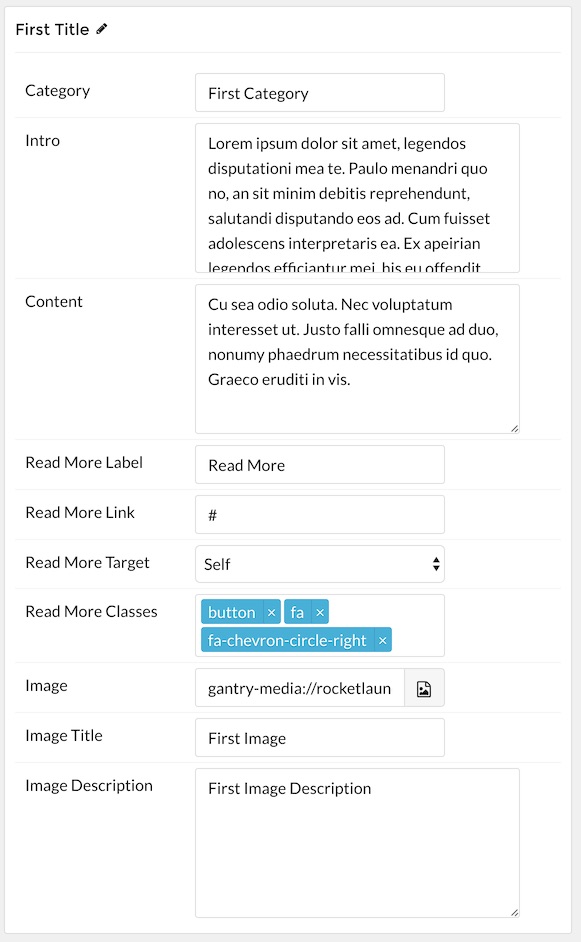 First Title
Category
First Category
Intro
Lorem ipsum dolor sit amet, legendos
disputationi mea te. Paulo menandri quo
no, an sit minim debitis reprehendunt,
salutandi disputando eos ad. Cum fuisset
adolescens interpretaris ea. Ex apeirian
legendos efficiantur mei, his eu offendit
Content
Cu sea odio soluta. Nec voluptatum
interesset ut. Justo falli omnesque ad duo,
nonumy phaedrum necessitatibus id quo.
Graeco eruditi in vis.
Read More Label
Read More
Read More Link
#
Read More Target
Self
Read More Classes
button × fa ×
fa-chevron-circle-right ×
Image
gantry-media://rocketlaun
Image Title
First Image
Image Description
First Image Description